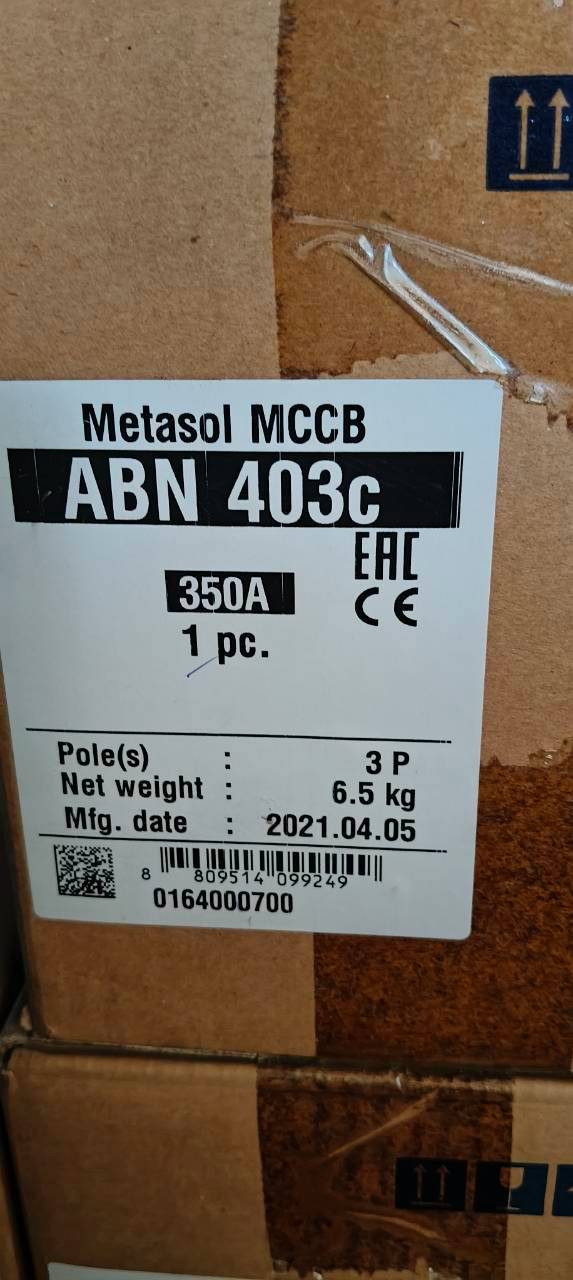 Metasol MCCB
ABN 403c
EAC
350A
CE
1 pc.
Pole(s) : 3 P
Net weight : 6.5 kg
Mfg. date : 2021.04.05
8 809514 099249
0164000700